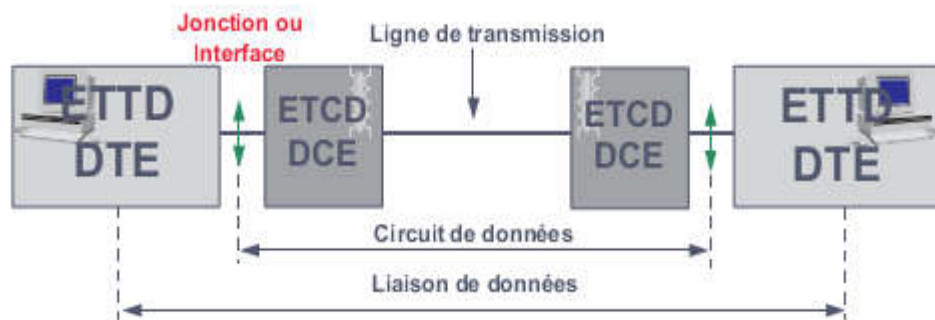 Jonction ou
Interface
Ligne de transmission
ETTD
DTE
ETCD
DCE
ETCD
DCE
ETTD
DTE
Circuit de données
Liaison de données